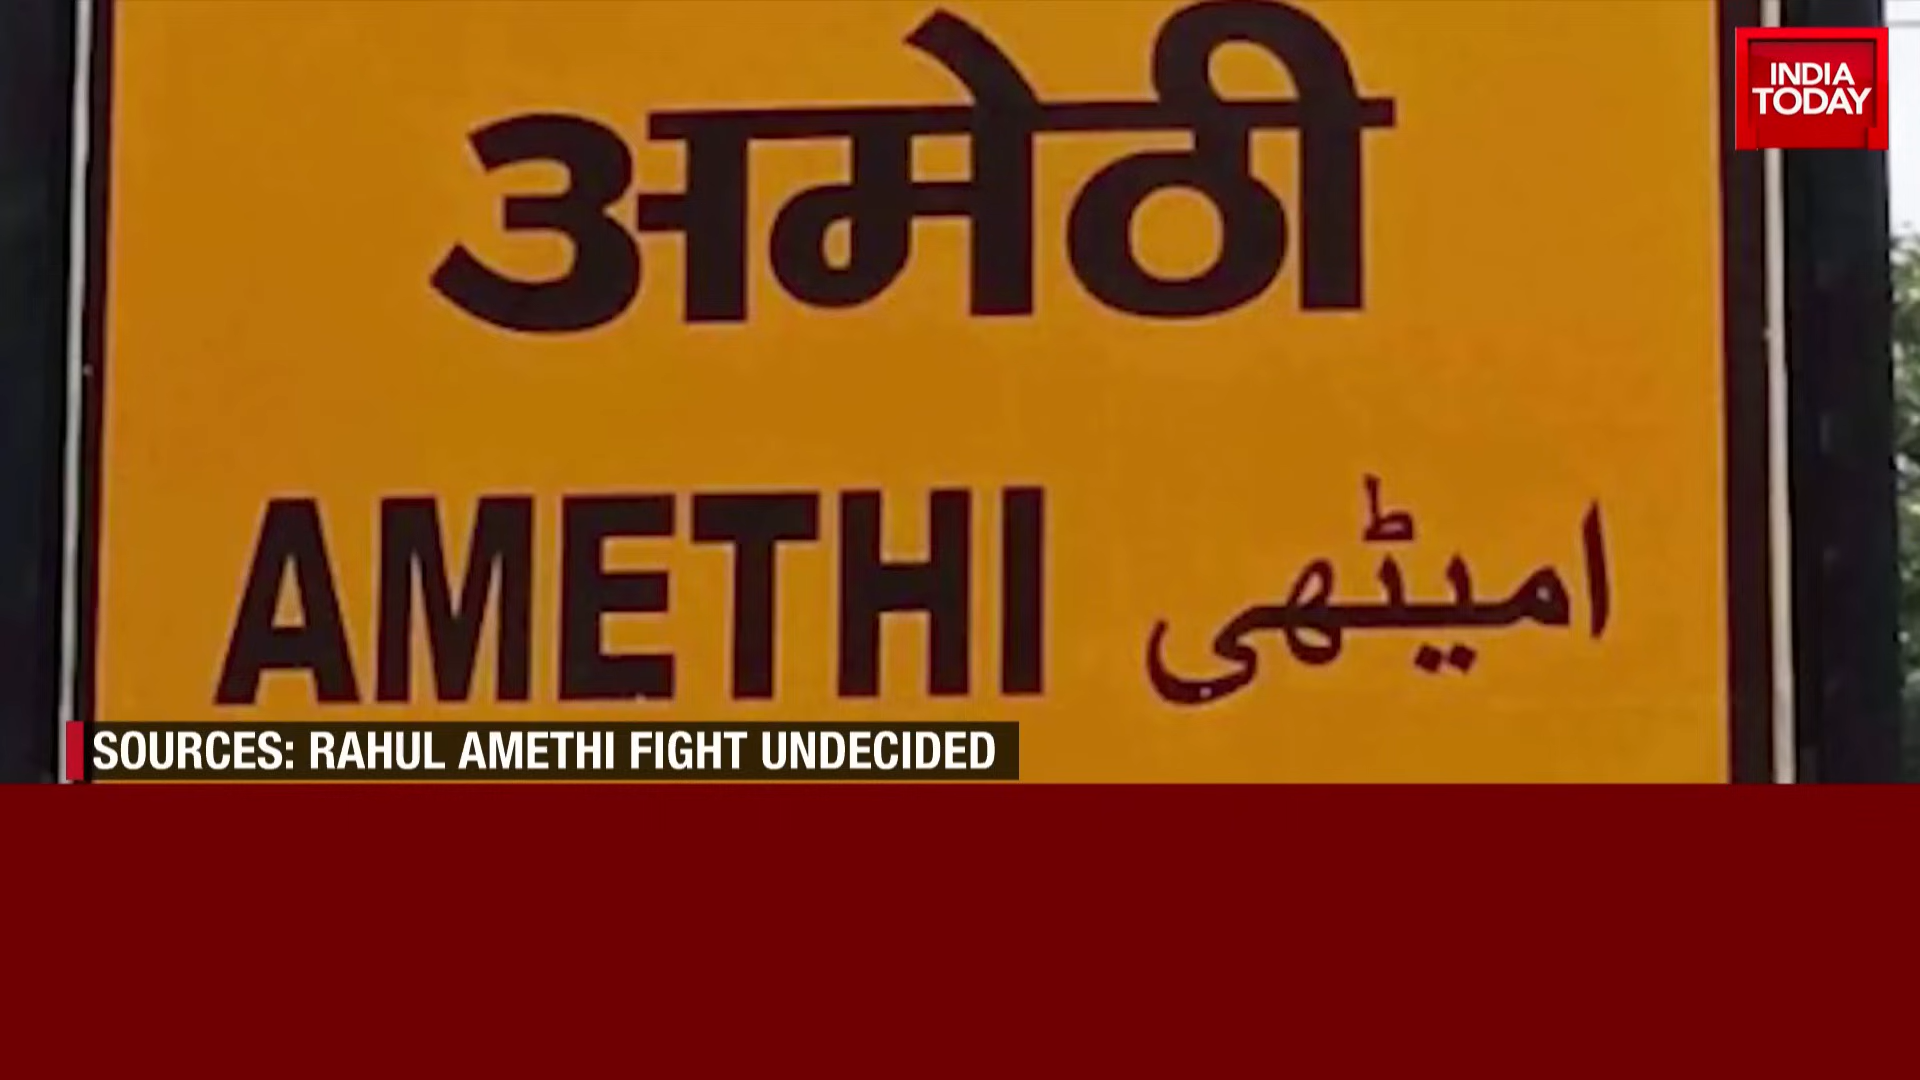 अमेठी
INDIA
TODAY
AMETHI امیٹھی
SOURCES: RAHUL AMETHI FIGHT UNDECIDED